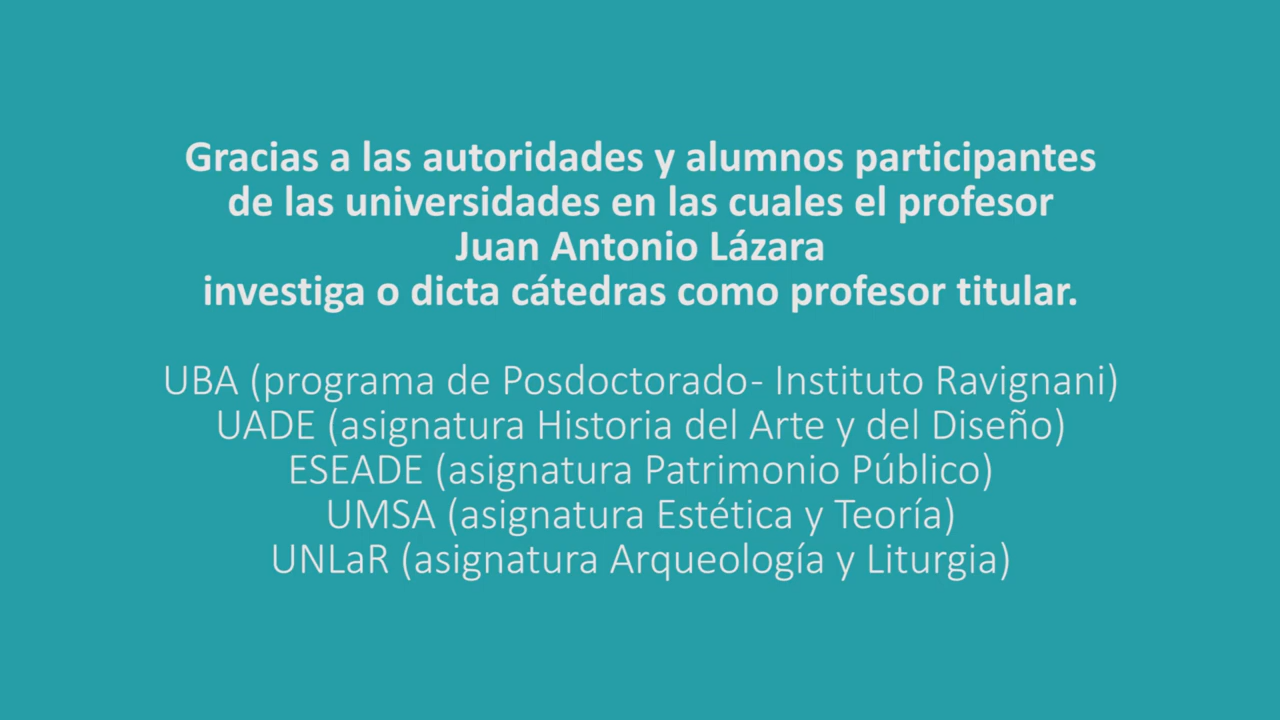 Gracias a las autoridades y alumnos participantes
de las universidades en las cuales el profesor
Juan Antonio Lázara
investiga o dicta cátedras como profesor titular.
UBA (programa de Posdoctorado- Instituto Ravignani)
UADE (asignatura Historia del Arte y del Diseño)
ESEADE (asignatura Patrimonio Público)
UMSA (asignatura Estética y Teoría)
UNLaR (asignatura Arqueología y Liturgia)